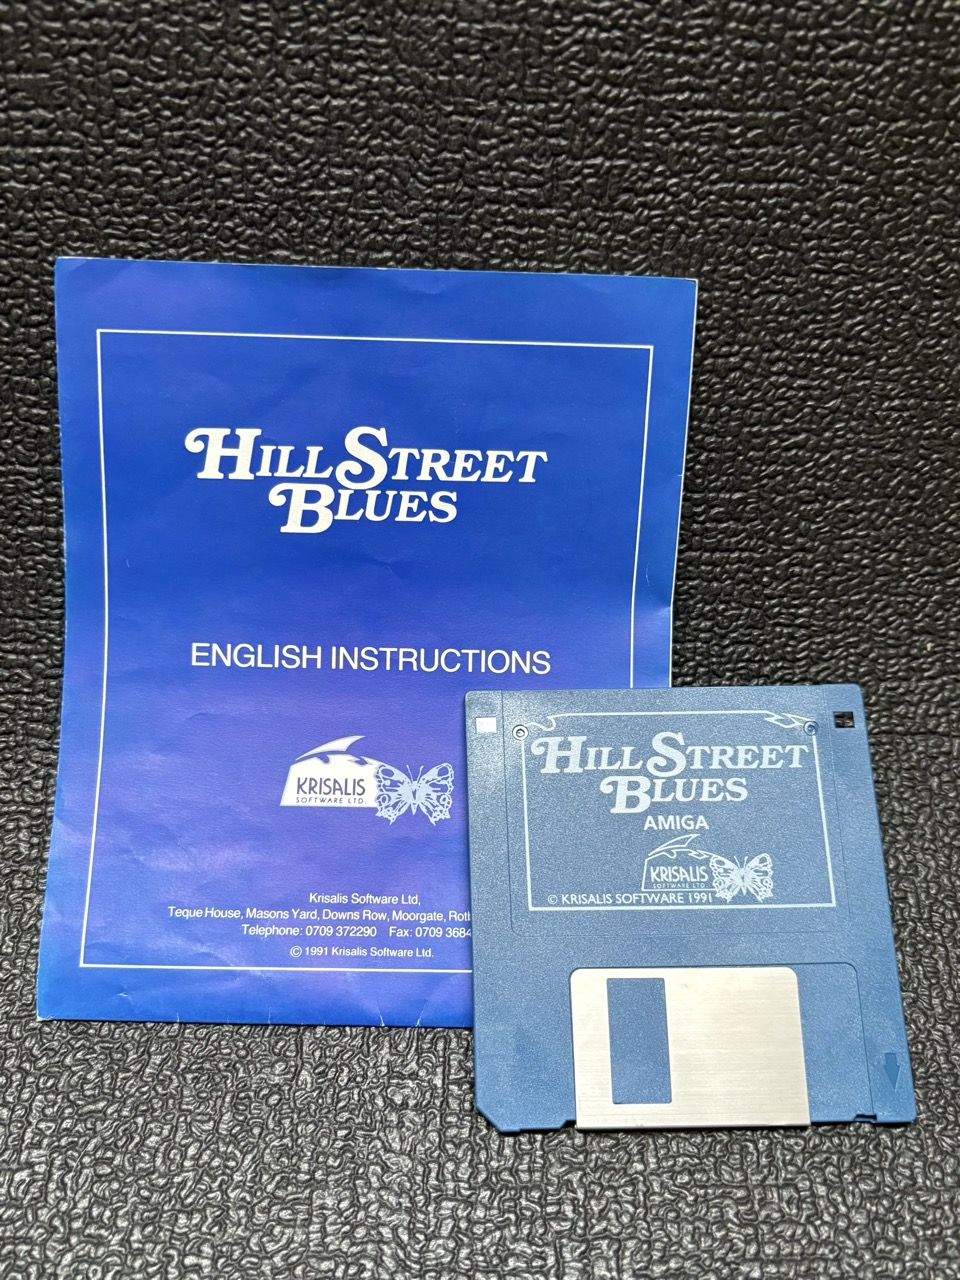 HILL STREET
BLUES
ENGLISH INSTRUCTIONS
KRISALIS
SOFTWARE LTD.
Krisalis Software Ltd,
Teque House, Masons Yard, Downs Row, Moorgate,
Telephone: 0709 372290 Fax: 0709 3684
© 1991 Krisalis Software Ltd.
HILL STREET
BLUES
AMIGA
KRISALIS
SOFTWARE LTD.
© KRISALIS SOFTWARE 1991